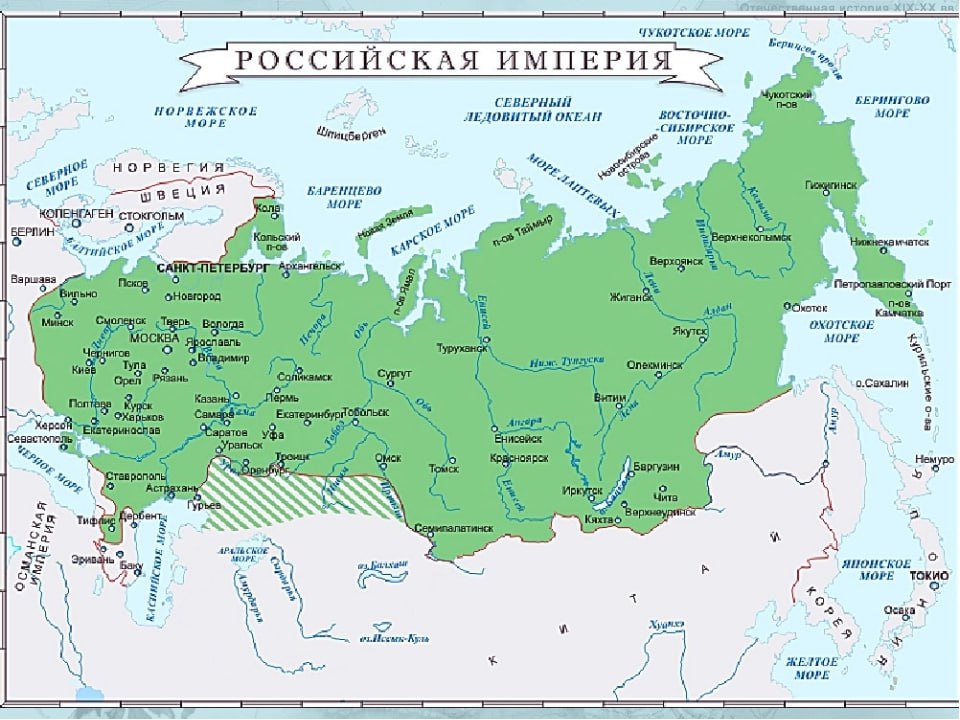 Отечественная история XIX-XX вв
РОССИЙСКАЯ ИМПЕРИЯ
ЧУКОТСКОЕ МОРЕ
Берингов пролив
Чукотский
п-ов
БЕРИНГОВО
МОРЕ
НОРВЕЖСКОЕ
МОРЕ
Шпицберген
СЕВЕРНЫЙ
ЛЕДОВИТЫЙ ОКЕАН
ВОСТОЧНО-
-СИБИРСКОЕ
МОРЕ
Новосибирские
острова
МОРЕ ЛАПТЕВЫХ
СЕВЕРНОЕ
МОРЕ
НОРВЕГИЯ
ШВЕЦИЯ
БАРЕНЦЕВО
МОРЕ
КАРСКОЕ МОРЕ
Новая Земля
п-ов Таймыр
п-ов Ямал
Гижигинск
Колыма
Индигирка
Верхнеколымск
Нижнекамчатск
КОПЕНГАГЕН
СТОКГОЛЬМ
БЕРЛИН
БАЛТИЙСКОЕ МОРЕ
Кола
Кольский
п-ов
Варшава
САНКТ-ПЕТЕРБУРГ
Архангельск
Верхоянск
Петропавловский Порт
п-ов
Камчатка
Вильно
Псков
Новгород
Жиганск
Лена
Алдан
Охотск
ОХОТСКОЕ
МОРЕ
Минск
Смоленск
Тверь
Вологда
Печора
Обь
Енисей
Якутск
Курильские о-ва
Днепр
МОСКВА
Ярославль
Туруханск
Чернигов
Владимир
Волга
Ниж. Тунгуска
Олекминск
Киев
Тула
Орел
Рязань
Соликамск
Сургут
о.Сахалин
Полтава
Курск
Харьков
Казань
Пермь
Обь
Витим
Лена
Амур
Херсон
Екатеринослав
Самара
Кама
Екатеринбург
Тобольск
Ангара
Севастополь
Саратов
Уфа
Тобол
Енисейск
ЧЕРНОЕ МОРЕ
Уральск
Троицк
Омск
Томск
Красноярск
Баргузин
Амур
Немуро
Ставрополь
Оренбург
Ишим
Иртыш
Енисей
Иркутск
Байкал
Чита
Астрахань
Гурьев
Кяхта
Верхнеудинск
Тифлис
Дербент
Семипалатинск
ОСМАНСКАЯ
ИМПЕРИЯ
Эривань
Баку
КАСПИЙСКОЕ МОРЕ
АРАЛЬСКОЕ
МОРЕ
Сырдарья
Амударья
оз.Балхаш
оз.Иссык-Куль
КИТАЙ
Хуанхэ
КОРЕЯ
ЯПОНСКОЕ
МОРЕ
ТОКИО
Осака
ЯПОНИЯ
ЖЕЛТОЕ
МОРЕ